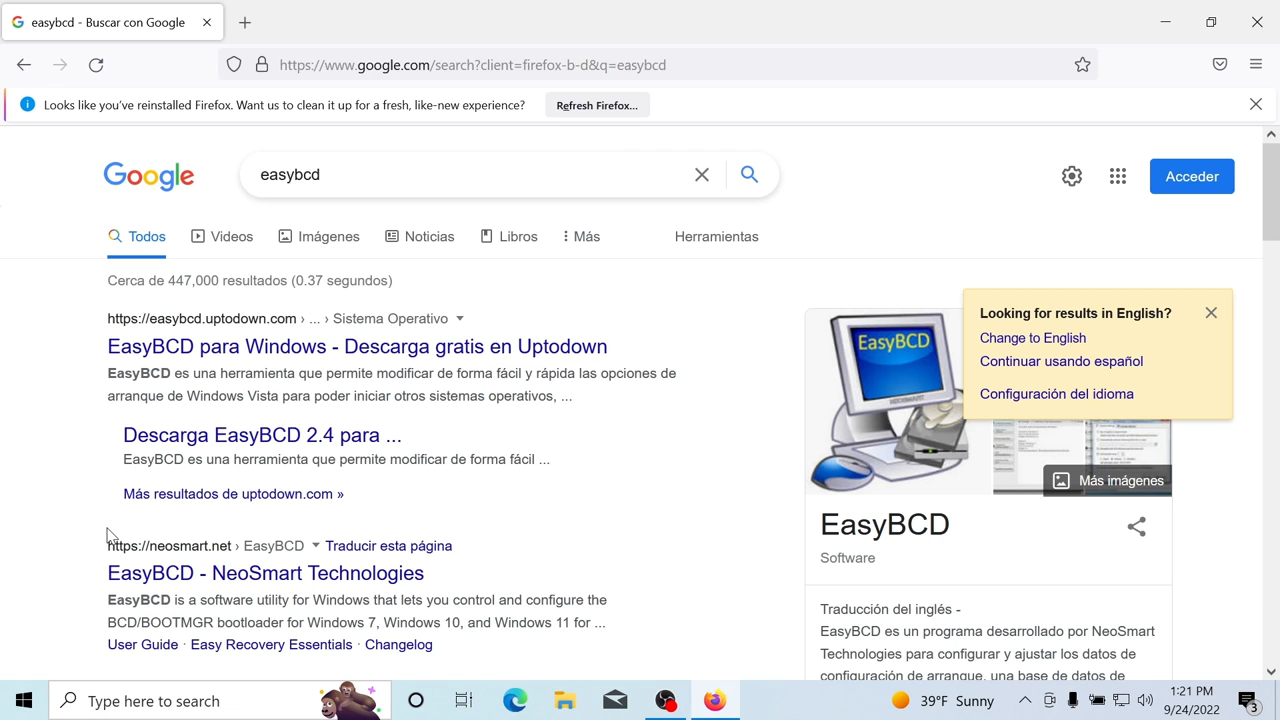 easybcd - Buscar con Google
https://www.google.com/search?client=firefox-b-d&q=easybcd
Looks like you've reinstalled Firefox. Want us to clean it up for a fresh, like-new experience?
Refresh Firefox...
Google
easybcd
Acceder
Todos
Videos
Imágenes
Noticias
Libros
Más
Herramientas
Cerca de 447,000 resultados (0.37 segundos)
https://easybcd.uptodown.com › ... › Sistema Operativo
EasyBCD para Windows - Descarga gratis en Uptodown
EasyBCD es una herramienta que permite modificar de forma fácil y rápida las opciones de
arranque de Windows Vista para poder iniciar otros sistemas operativos, ...
Descarga EasyBCD 2.4 para ...
EasyBCD es una herramienta que permite modificar de forma fácil ...
Más resultados de uptodown.com »
https://neosmart.net › EasyBCD Traducir esta página
EasyBCD - NeoSmart Technologies
EasyBCD is a software utility for Windows that lets you control and configure the
BCD/BOOTMGR bootloader for Windows 7, Windows 10, and Windows 11 for ...
User Guide · Easy Recovery Essentials · Changelog
Looking for results in English?
Change to English
Continuar usando español
Configuración del idioma
EasyBCD
Más imágenes
EasyBCD
Software
Traducción del inglés -
EasyBCD es un programa desarrollado por NeoSmart
Technologies para configurar y ajustar los datos de
configuración de arranque, una base de datos de
Type here to search
39°F Sunny
1:21 PM
9/24/2022
3